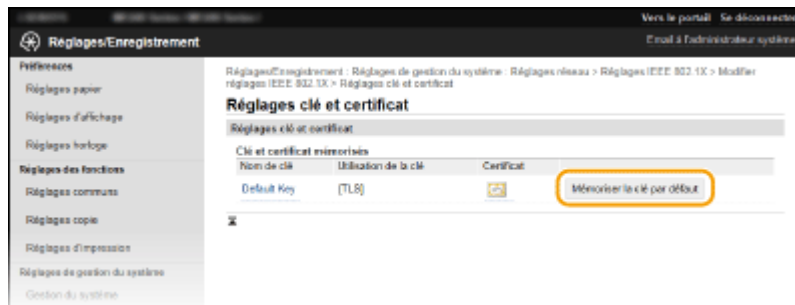 Vers le portail Se déconnecter
Réglages/Enregistrement
Email à l'administrateur système
Préférences
Réglages papier
Réglages d'affichage
Réglages horloge
Réglages des fonctions
Réglages communs
Réglages copie
Réglages d'impression
Réglages de gestion du système
Gestion du système
Réglages/Enregistrement : Réglages de gestion du système : Réglages réseau > Réglages IEEE 802.1X > Modifier
réglages IEEE 802.1X > Réglages clé et certificat
Réglages clé et certificat
Réglages clé et certificat
Clé et certificat mémorisés
Nom de clé Utilisation de la clé Certificat
Default Key [TLS] Mémoriser la clé par défaut